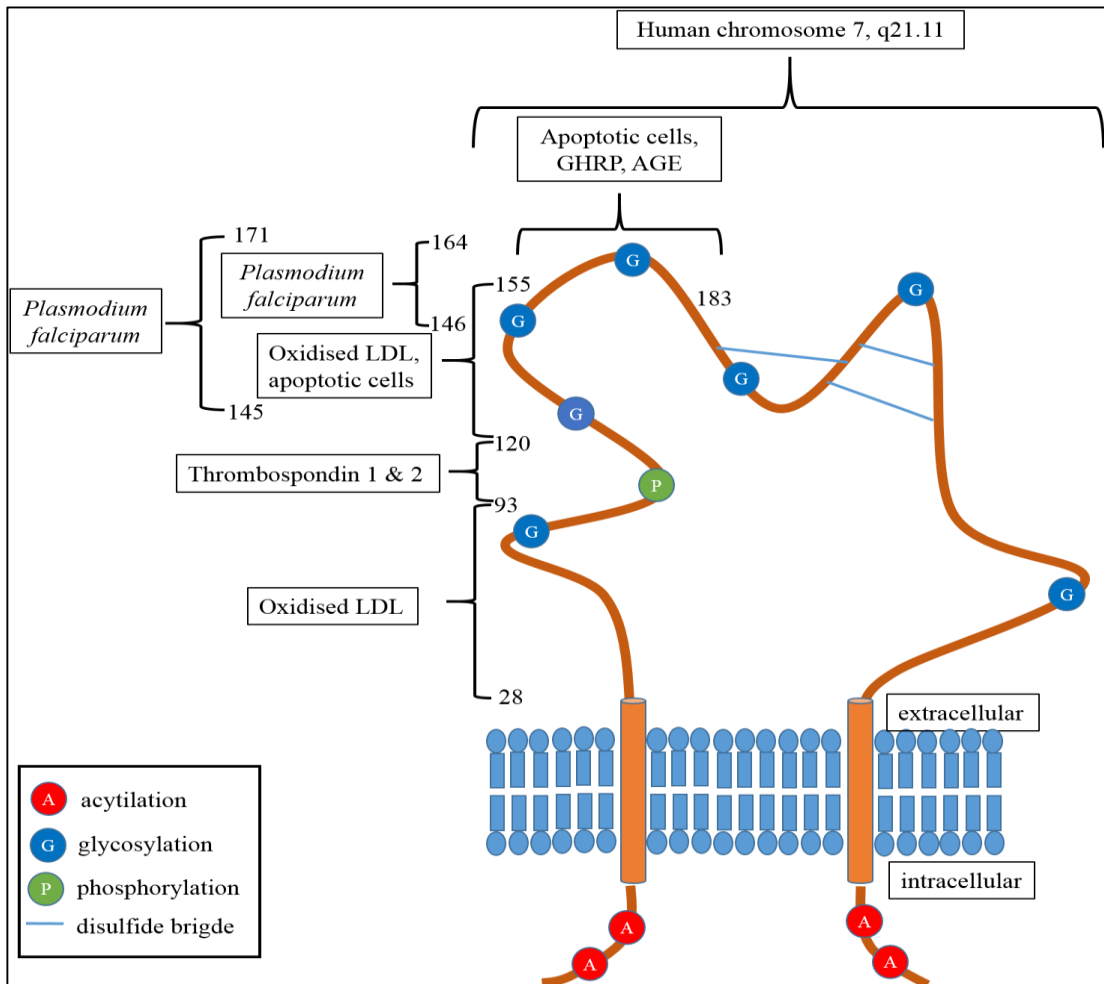 Human chromosome 7, q21.11
Apoptotic cells,
GHRP, AGE
171
164
Plasmodium
falciparum
Plasmodium
falciparum
155
146
183
Oxidised LDL,
apoptotic cells
145
120
Thrombospondin 1 & 2
93
Oxidised LDL
28
G
G
G
G
G
P
G
G
extracellular
intracellular
A acytilation
G glycosylation
P phosphorylation
disulfide brigde
A
A
A
A